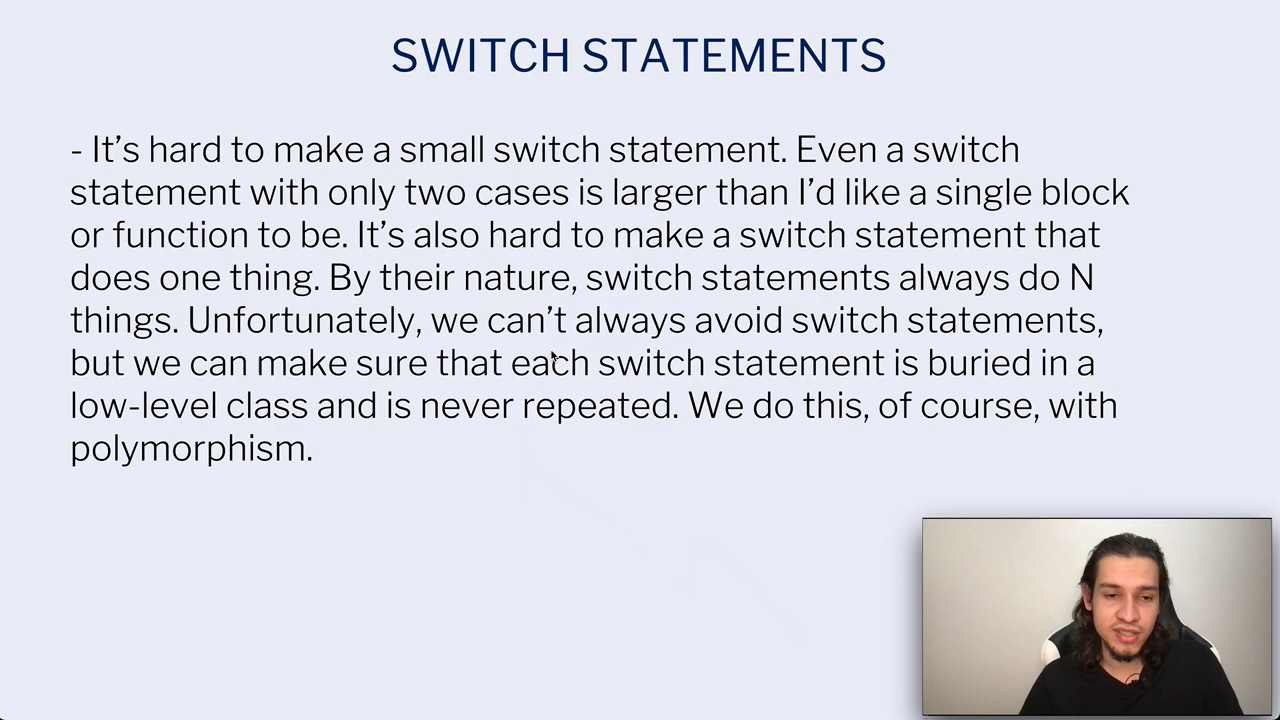 SWITCH STATEMENTS
- It’s hard to make a small switch statement. Even a switch
statement with only two cases is larger than I’d like a single block
or function to be. It’s also hard to make a switch statement that
does one thing. By their nature, switch statements always do N
things. Unfortunately, we can’t always avoid switch statements,
but we can make sure that each switch statement is buried in a
low-level class and is never repeated. We do this, of course, with
polymorphism.